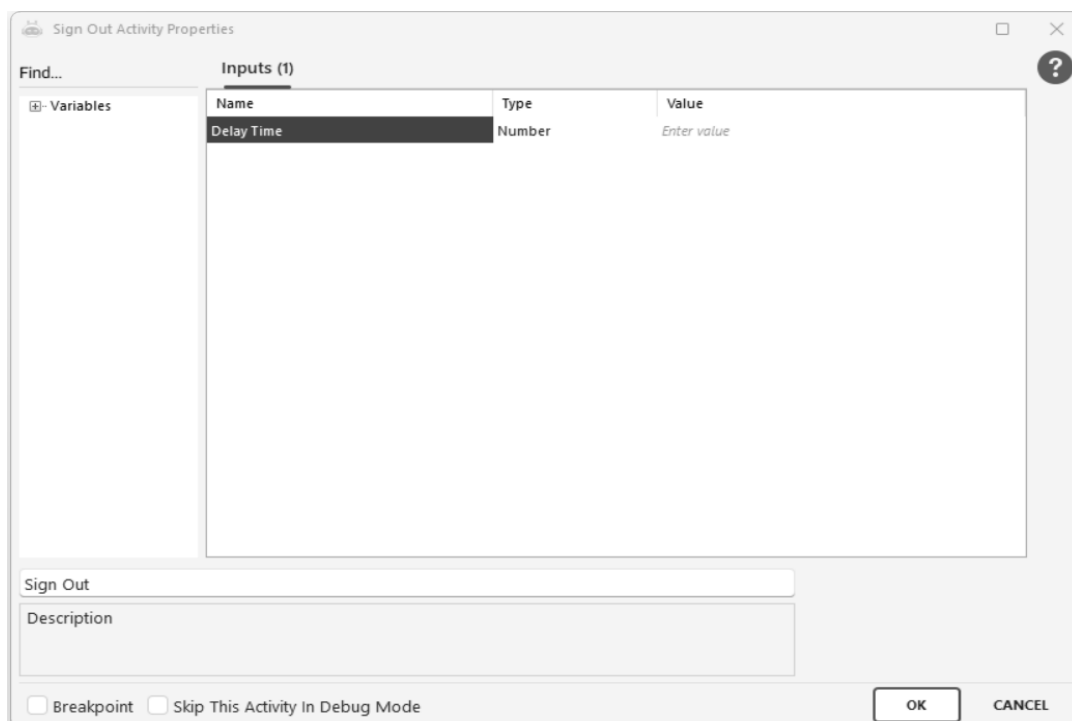 Sign Out Activity Properties
Find...
Inputs (1)
?
Variables
Name Type Value
Delay Time Number Enter value
Sign Out
Description
Breakpoint Skip This Activity In Debug Mode OK CANCEL